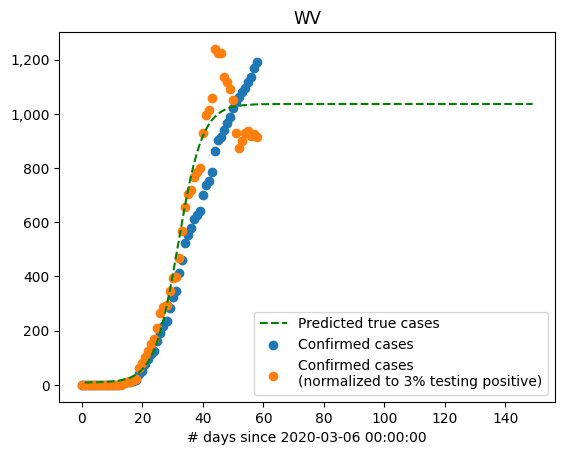 WV
1,200
1,000
800
600
400
200
0
Predicted true cases
Confirmed cases
Confirmed cases
(normalized to 3% testing positive)
0 20 40 60 80 100 120 140
# days since 2020-03-06 00:00:00